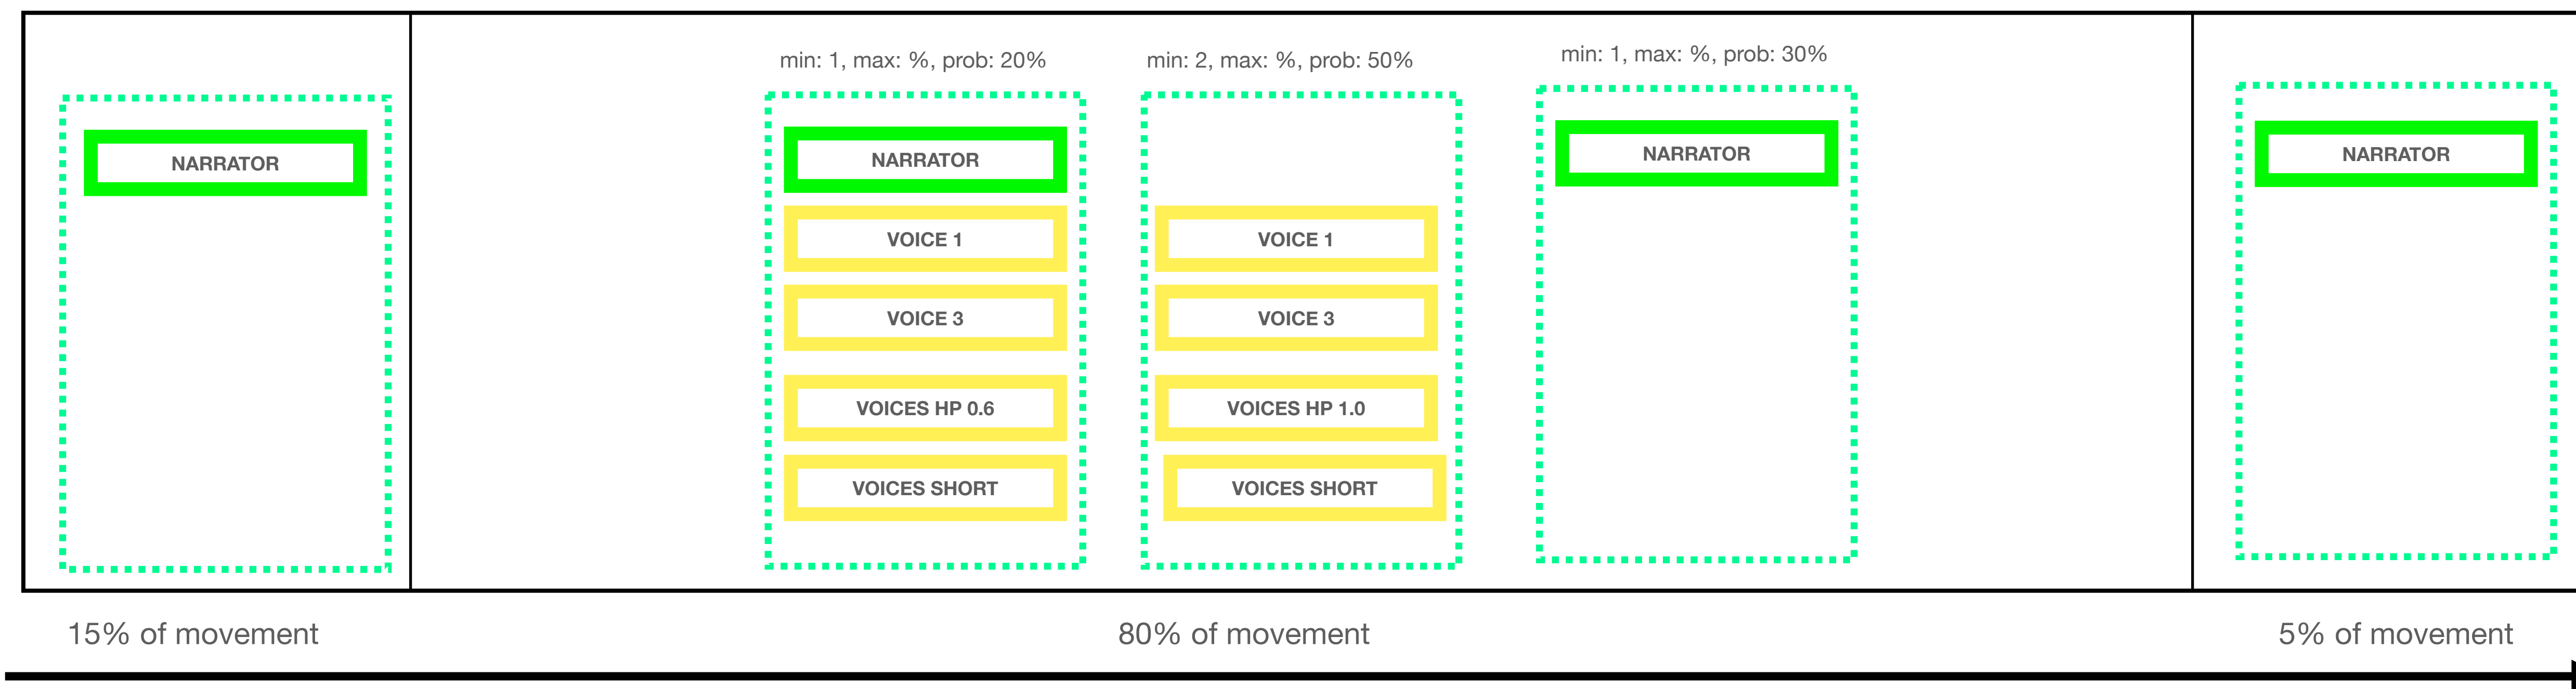 NARRATOR
min: 1, max: %, prob: 20%
NARRATOR
VOICE 1
VOICE 3
VOICES HP 0.6
VOICES SHORT
min: 2, max: %, prob: 50%
VOICE 1
VOICE 3
VOICES HP 1.0
VOICES SHORT
min: 1, max: %, prob: 30%
NARRATOR
NARRATOR
15% of movement
80% of movement
5% of movement